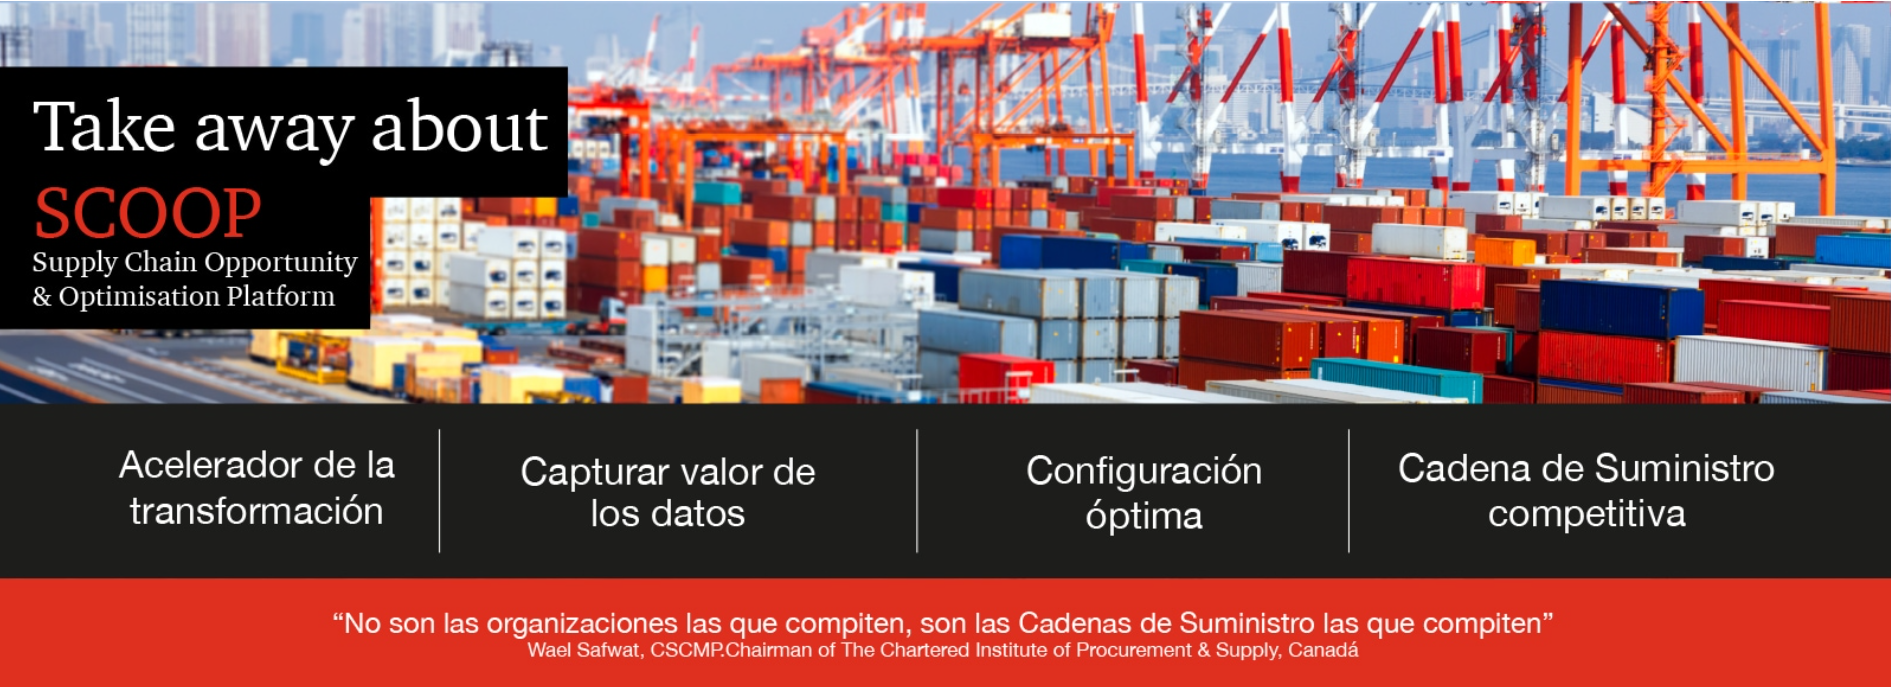 Take away about
SCOOP
Supply Chain Opportunity
& Optimisation Platform
Acelerador de la
transformación
Capturar valor de
los datos
Configuración
óptima
Cadena de Suministro
competitiva
“No son las organizaciones las que compiten, son las Cadenas de Suministro las que compiten”
Wael Safwat, CSCMP.Chairman of The Chartered Institute of Procurement & Supply, Canadá